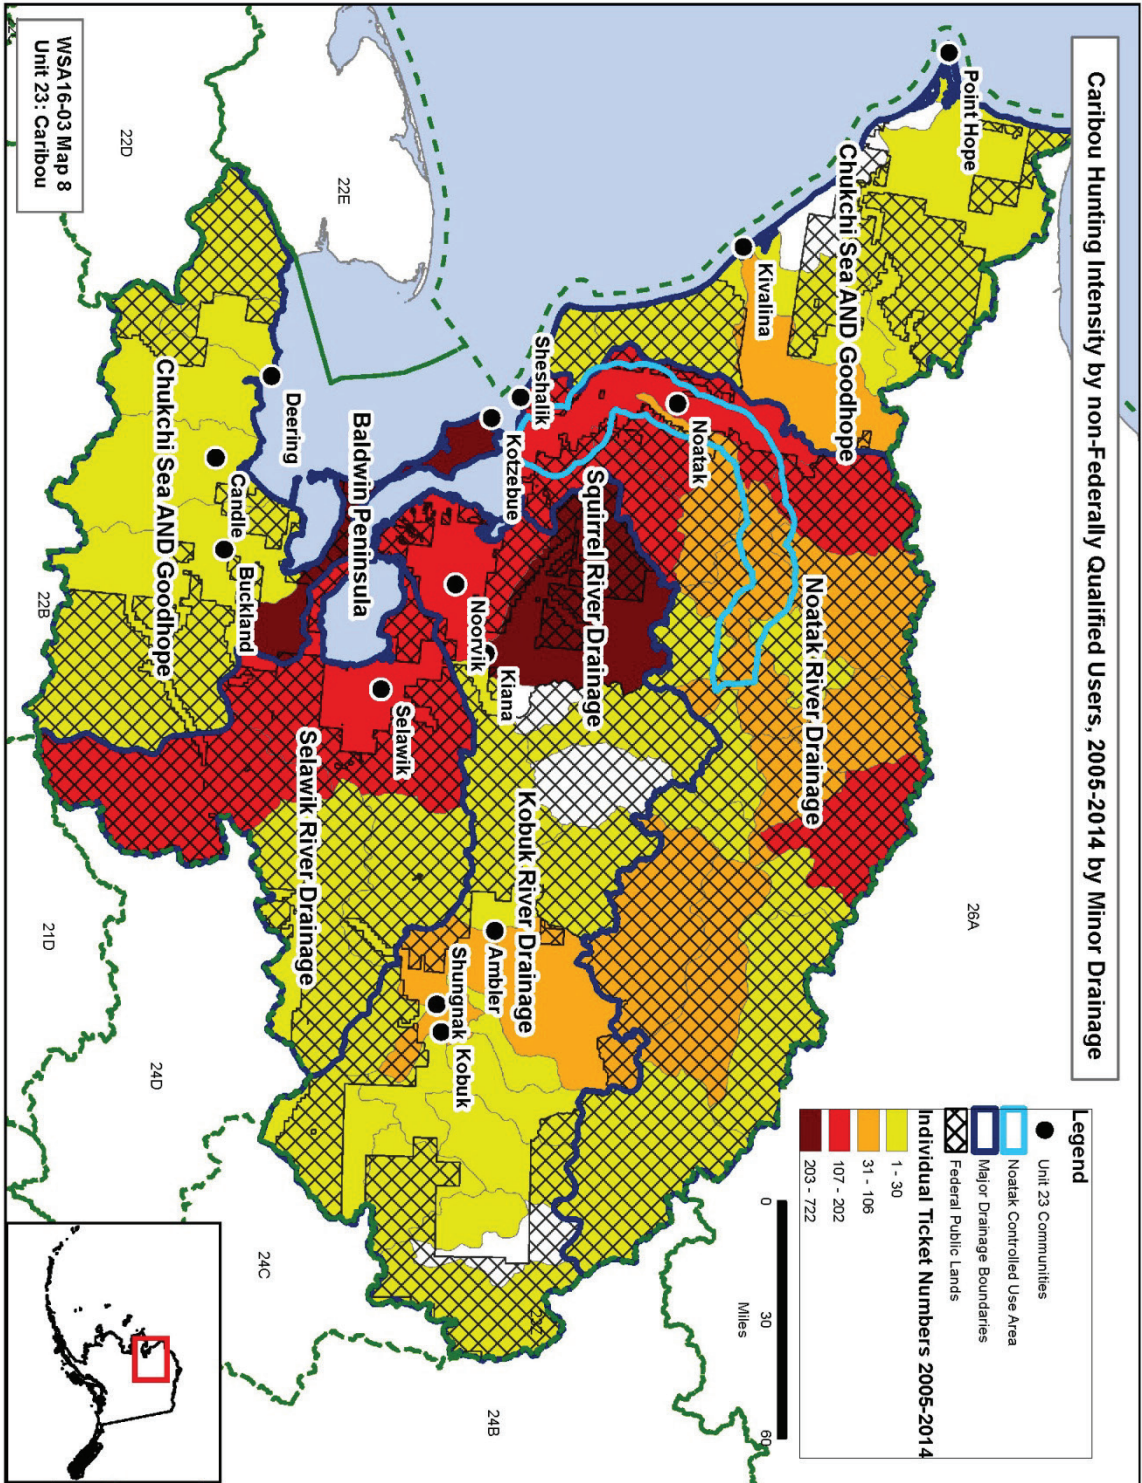 Caribou Hunting Intensity by non-Federally Qualified Users, 2005-2014 by Minor Drainage
Legend
Unit 23 Communities
Noatak Controlled Use Area
Major Drainage Boundaries
Federal Public Lands
Individual Ticket Numbers 2005-2014
1 - 30
31 - 106
107 - 202
203 - 722
0
30
60
Miles
26A
Point Hope
Chukchi Sea AND Goodhope
Kivalina
Noatak
Noatak River Drainage
Sheshalik
Kotzebue
Squirrel River Drainage
Noorvik
Kiana
Kobuk River Drainage
Ambler
Shungnak
Kobuk
Baldwin Peninsula
Selawik
Selawik River Drainage
Deering
Candle
Buckland
Chukchi Sea AND Goodhope
22E
22D
22B
21D
24D
24C
24B
WSA16-03 Map 8
Unit 23: Caribou